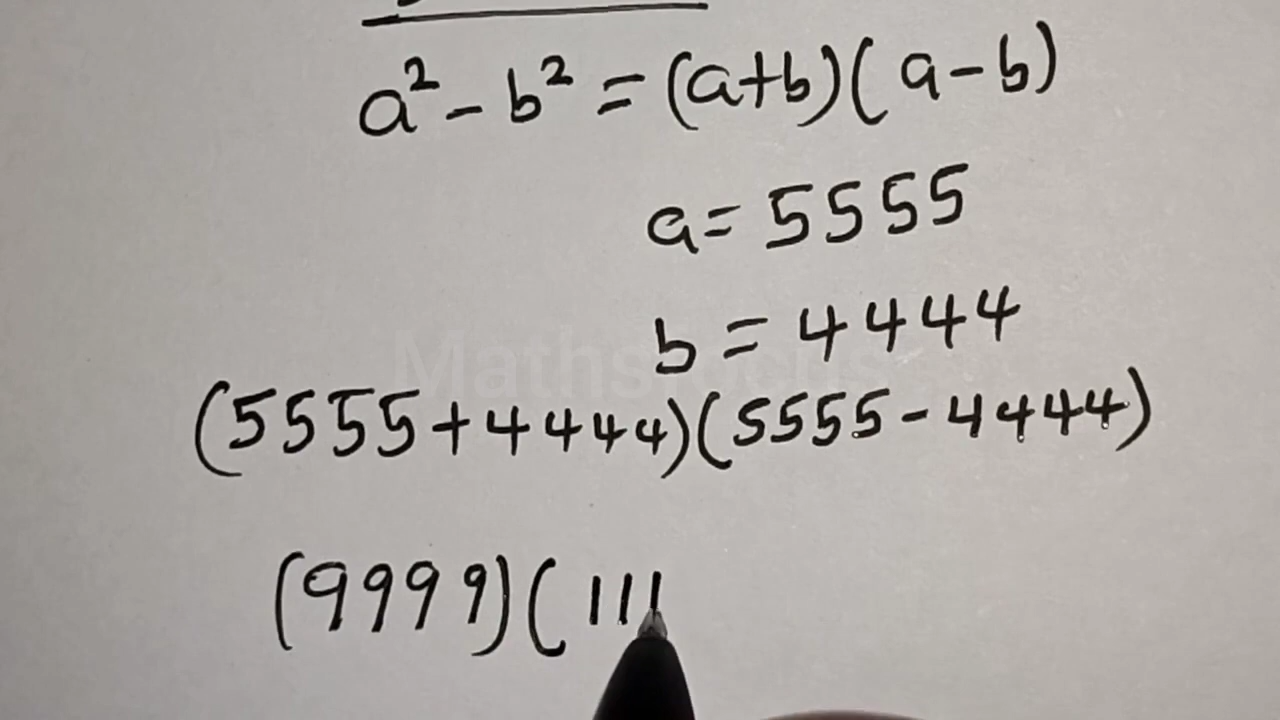 a² - b² = (a+b)(a-b)
a = 5555
b = 4444
(5555+4444)(5555-4444)
(9999)(111